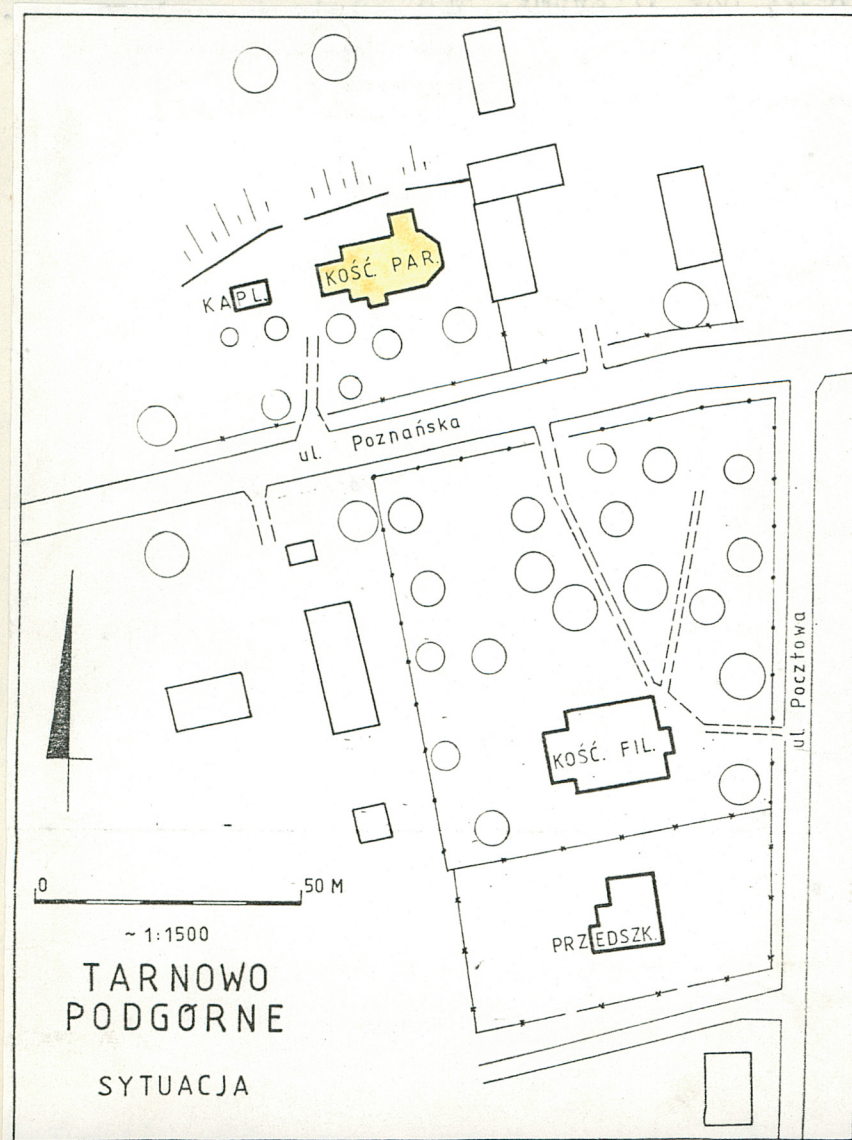 KAPL.
KOŚĆ. PAR.
ul. Poznańska
ul Pocztowa
KOŚĆ. FIL.
PRZEDSZK.
0 50 M
~ 1:1500
TARNOWO
PODGÓRNE
SYTUACJA